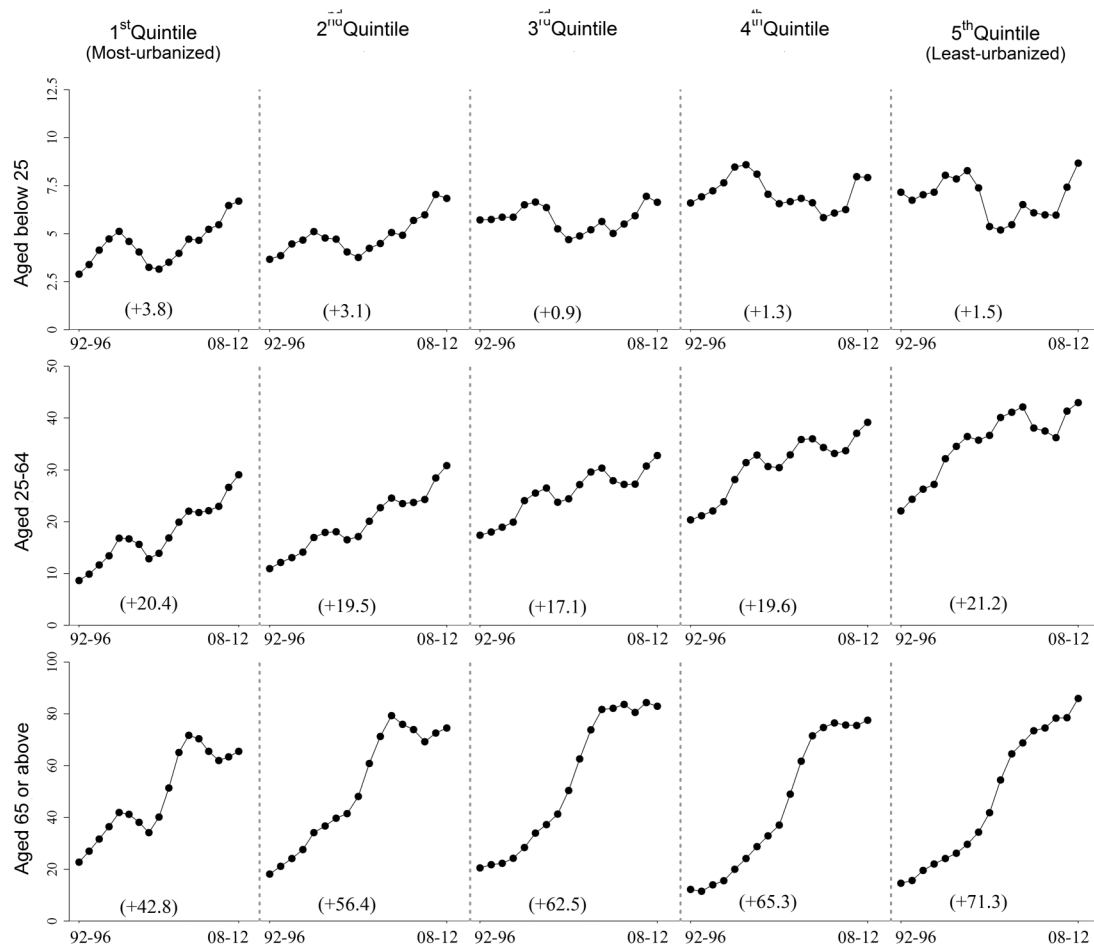 1stQuintile
(Most-urbanized)
2ndQuintile
3rdQuintile
4thQuintile
5thQuintile
(Least-urbanized)
Aged below 25
0 2.5 5 7.5 10 12.5
(+3.8) (+3.1) (+0.9) (+1.3) (+1.5)
92-96 08-12 92-96 08-12 92-96 08-12 92-96 08-12 92-96 08-12
Aged 25-64
0 10 20 30 40 50
(+20.4) (+19.5) (+17.1) (+19.6) (+21.2)
92-96 08-12 92-96 08-12 92-96 08-12 92-96 08-12 92-96 08-12
Aged 65 or above
0 20 40 60 80 100
(+42.8) (+56.4) (+62.5) (+65.3) (+71.3)
92-96 08-12 92-96 08-12 92-96 08-12 92-96 08-12 92-96 08-12